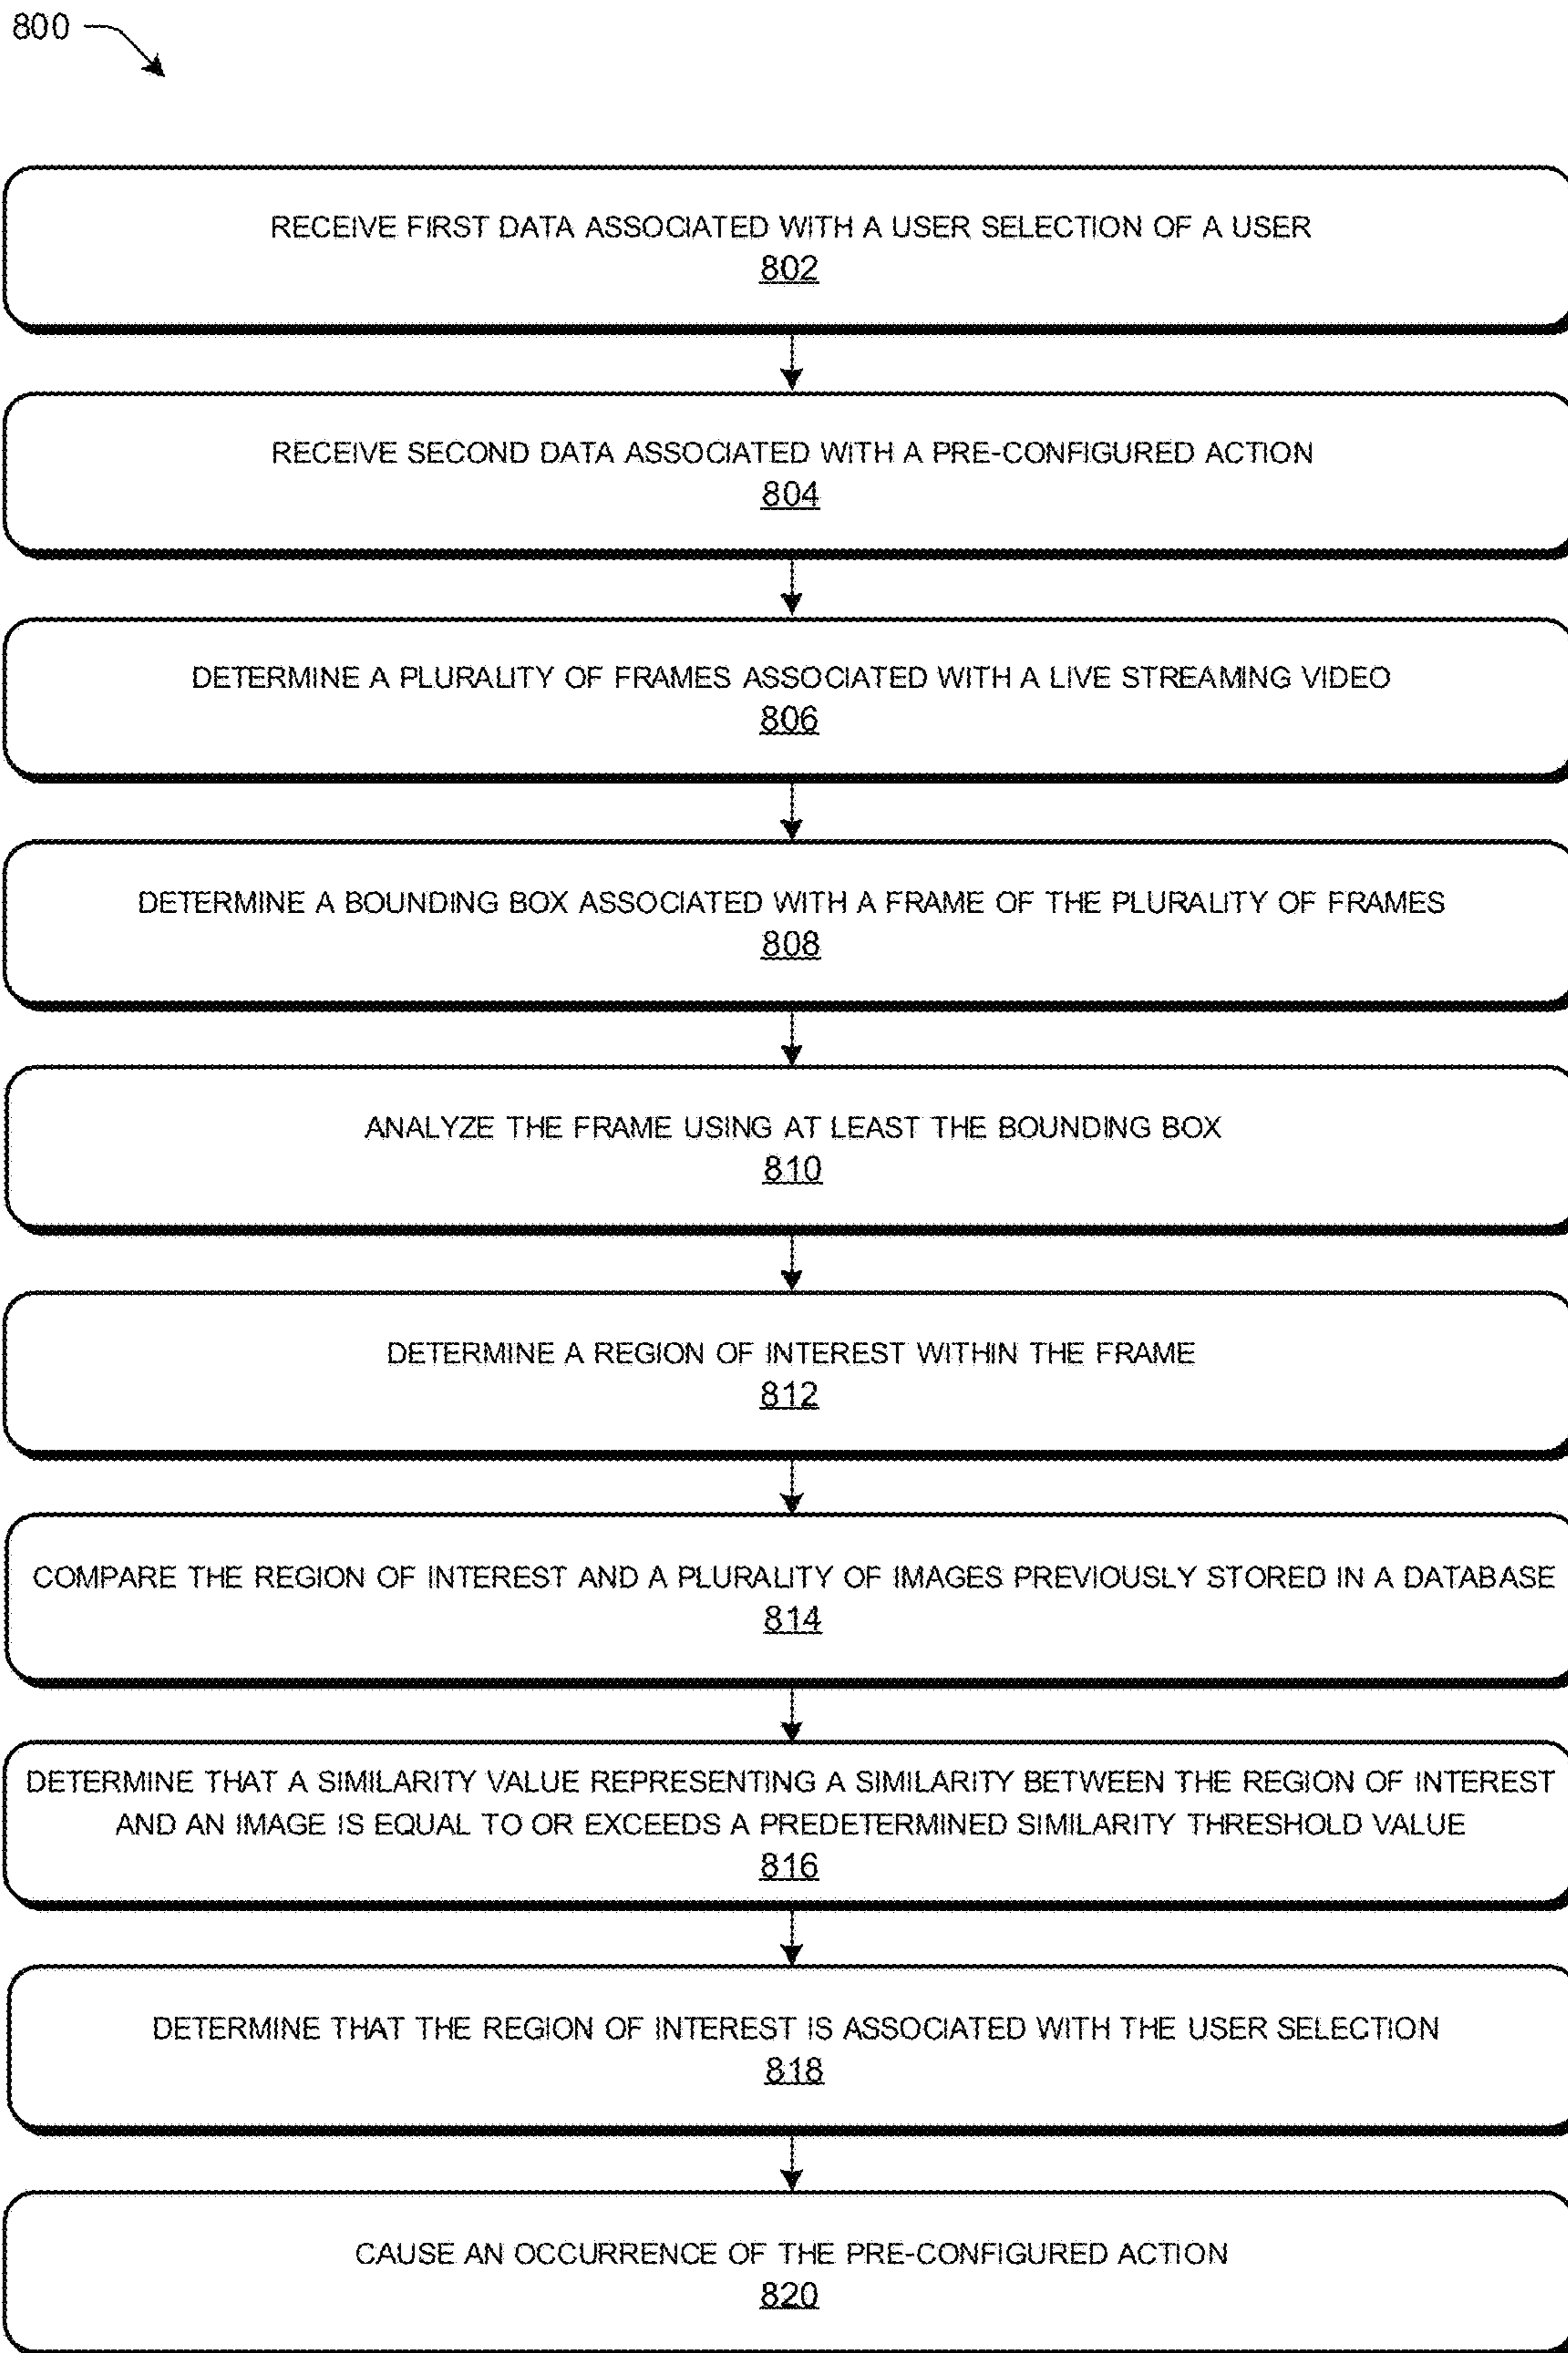 800
RECEIVE FIRST DATA ASSOCIATED WITH A USER SELECTION OF A USER
802
RECEIVE SECOND DATA ASSOCIATED WITH A PRE-CONFIGURED ACTION
804
DETERMINE A PLURALITY OF FRAMES ASSOCIATED WITH A LIVE STREAMING VIDEO
806
DETERMINE A BOUNDING BOX ASSOCIATED WITH A FRAME OF THE PLURALITY OF FRAMES
808
ANALYZE THE FRAME USING AT LEAST THE BOUNDING BOX
810
DETERMINE A REGION OF INTEREST WITHIN THE FRAME
812
COMPARE THE REGION OF INTEREST AND A PLURALITY OF IMAGES PREVIOUSLY STORED IN A DATABASE
814
DETERMINE THAT A SIMILARITY VALUE REPRESENTING A SIMILARITY BETWEEN THE REGION OF INTEREST
AND AN IMAGE IS EQUAL TO OR EXCEEDS A PREDETERMINED SIMILARITY THRESHOLD VALUE
816
DETERMINE THAT THE REGION OF INTEREST IS ASSOCIATED WITH THE USER SELECTION
818
CAUSE AN OCCURRENCE OF THE PRE-CONFIGURED ACTION
820